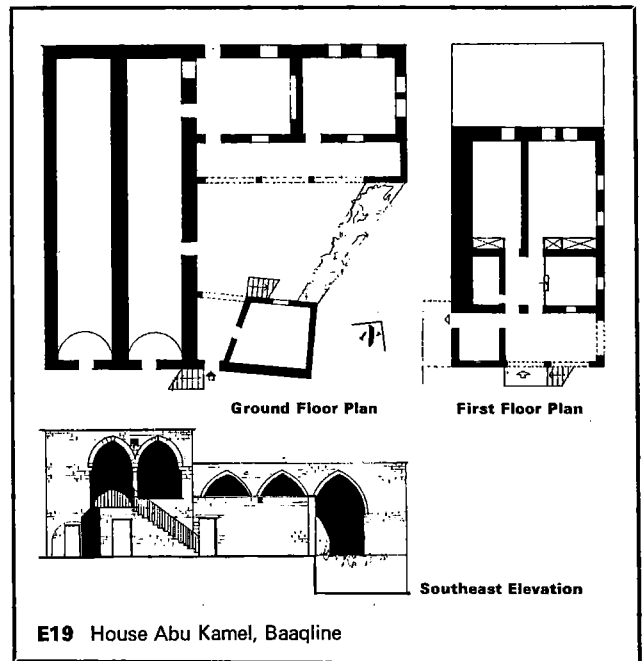 Ground Floor Plan
First Floor Plan
Southeast Elevation
E19 House Abu Kamel, Baaqline